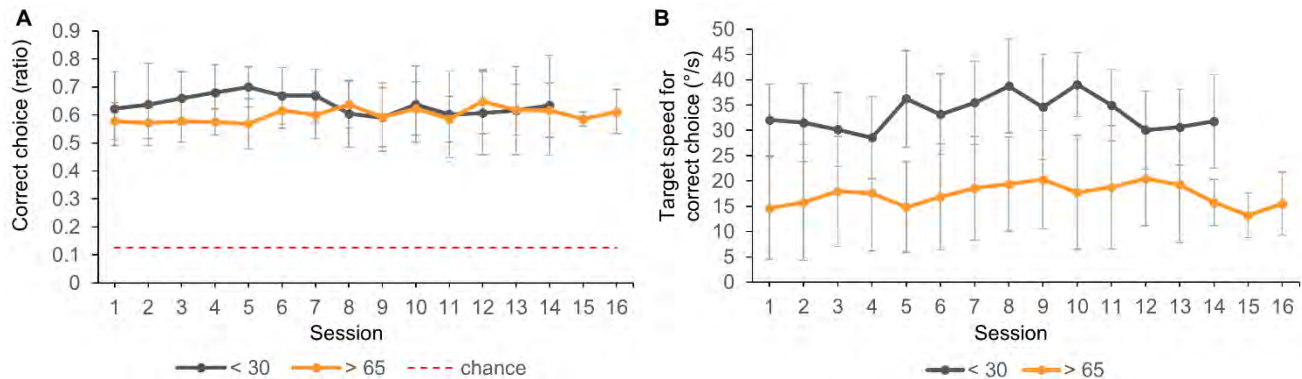 A
Correct choice (ratio)
0.9
0.8
0.7
0.6
0.5
0.4
0.3
0.2
0.1
0
1 2 3 4 5 6 7 8 9 10 11 12 13 14 15 16
Session
< 30 > 65 chance
B
Target speed for
correct choice (°/s)
50
45
40
35
30
25
20
15
10
5
0
1 2 3 4 5 6 7 8 9 10 11 12 13 14 15 16
Session
< 30 > 65